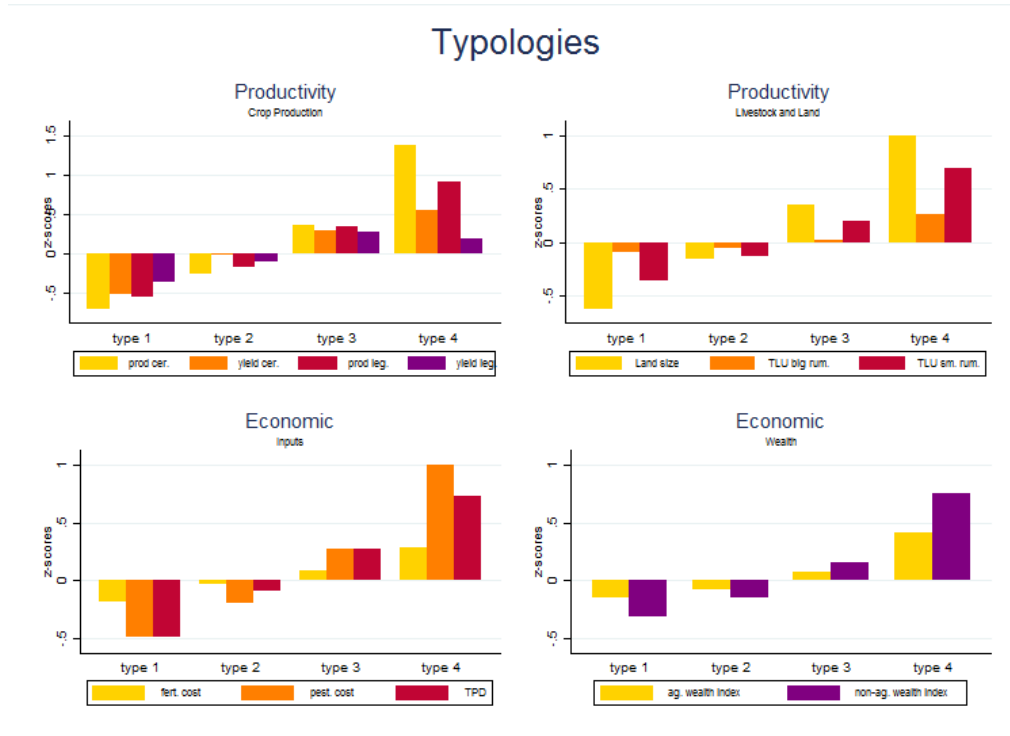 Typologies
Productivity
Crop Production
z-scores
1.5
1
.5
0
-.5
type 1 type 2 type 3 type 4
prod cer. yield cer. prod leg. yield leg.
Productivity
Livestock and Land
z-scores
1
.5
0
-.5
type 1 type 2 type 3 type 4
Land size TLU big rum. TLU sm. rum.
Economic
Inputs
z-scores
1
.5
0
-.5
type 1 type 2 type 3 type 4
fert. cost pest. cost TPD
Economic
Wealth
z-scores
1
.5
0
-.5
type 1 type 2 type 3 type 4
ag. wealth index non-ag. wealth index